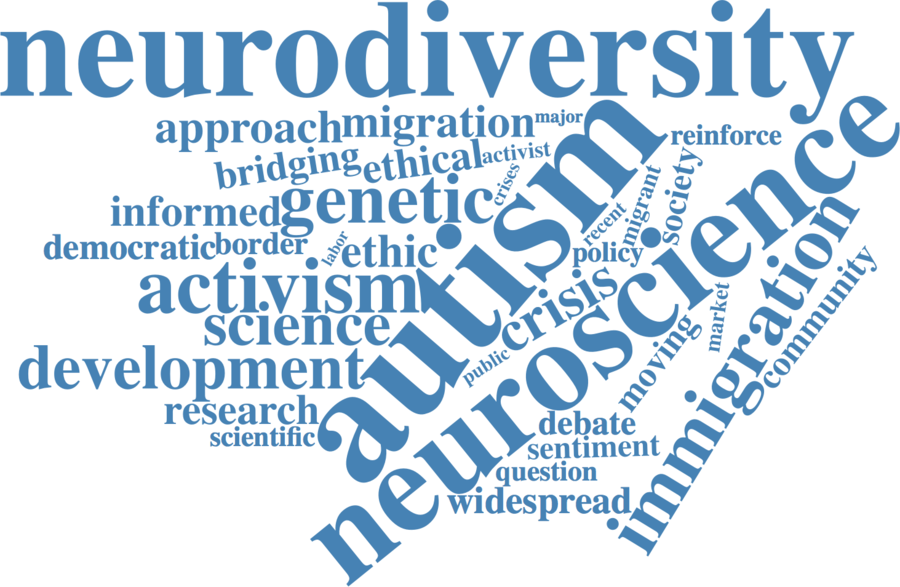 neurodiversity
approach
migration
major
reinforce
bridging
ethical
activist
crises
autism
neuroscience
informed
genetic
recent
migrant
society
democratic
border
labor
ethic
policy
activism
crisis
science
immigration
community
development
public
moving
market
research
scientific
debate
sentiment
question
widespread